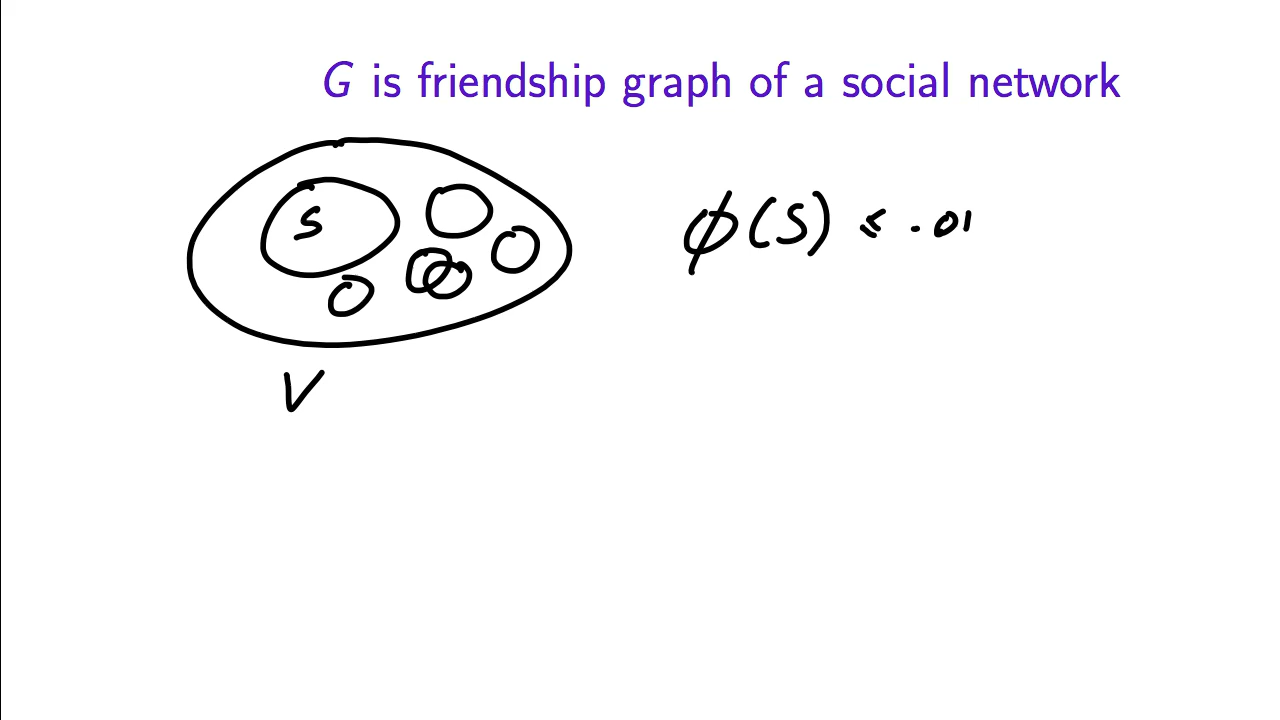 G is friendship graph of a social network
S
ϕ(S) ≤ .01
V